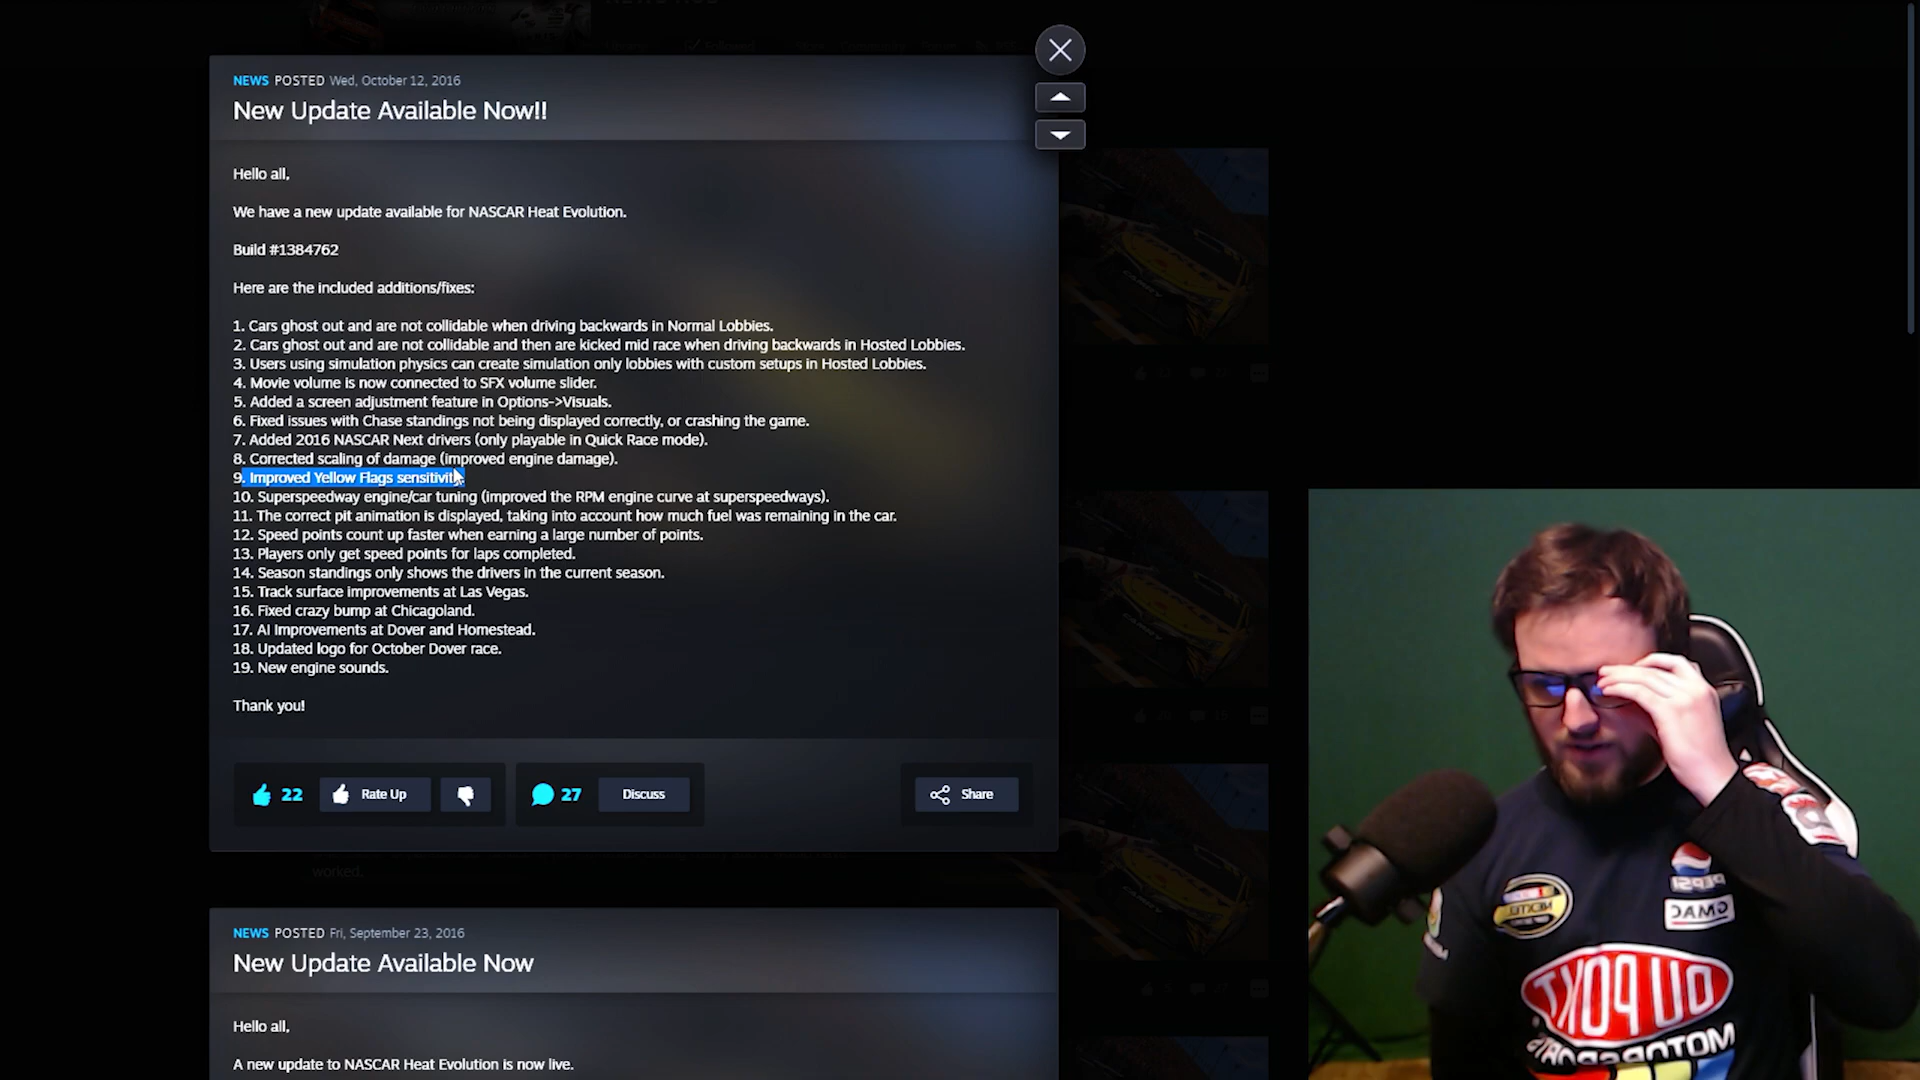 NEWS POSTED Wed, October 12, 2016
New Update Available Now!!
Hello all,
We have a new update available for NASCAR Heat Evolution.
Build #1384762
Here are the included additions/fixes:
1. Cars ghost out and are not collidable when driving backwards in Normal Lobbies.
2. Cars ghost out and are not collidable and then are kicked mid race when driving backwards in Hosted Lobbies.
3. Users using simulation physics can create simulation only lobbies with custom setups in Hosted Lobbies.
4. Movie volume is now connected to SFX volume slider.
5. Added a screen adjustment feature in Options->Visuals.
6. Fixed issues with Chase standings not being displayed correctly, or crashing the game.
7. Added 2016 NASCAR Next drivers (only playable in Quick Race mode).
8. Corrected scaling of damage (improved engine damage).
9. Improved Yellow Flags sensitivit
10. Superspeedway engine/car tuning (improved the RPM engine curve at superspeedways).
11. The correct pit animation is displayed, taking into account how much fuel was remaining in the car.
12. Speed points count up faster when earning a large number of points.
13. Players only get speed points for laps completed.
14. Season standings only shows the drivers in the current season.
15. Track surface improvements at Las Vegas.
16. Fixed crazy bump at Chicagoland.
17. AI Improvements at Dover and Homestead.
18. Updated logo for October Dover race.
19. New engine sounds.
Thank you!
22 Rate Up 27 Discuss Share
worked.
NEWS POSTED Fri, September 23, 2016
New Update Available Now
Hello all,
A new update to NASCAR Heat Evolution is now live.
PEPSI
GMAC
NEXTEL
DUPONT
MOTORSPORTS